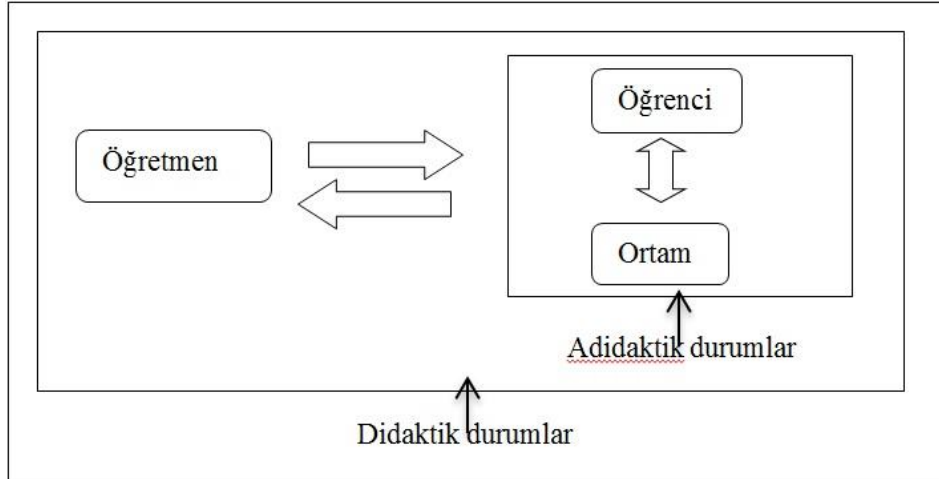 Öğrenci
Öğretmen
Ortam
Adidaktik durumlar
Didaktik durumlar